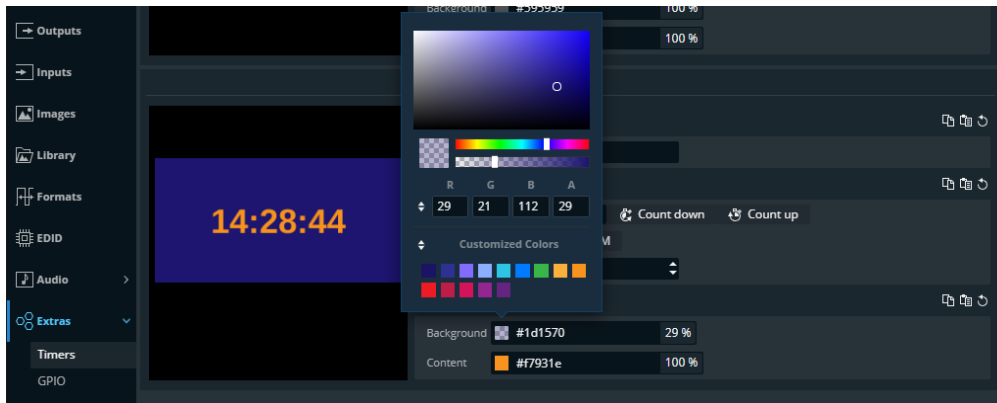 Outputs
Inputs
Images
Library
Formats
EDID
Audio
Extras
Timers
GPIO
Background #595959 100 %
100 %
14:28:44
R G B A
29 21 112 29
Customized Colors
Count down Count up
M
Background #1d1570 29 %
Content #f7931e 100 %